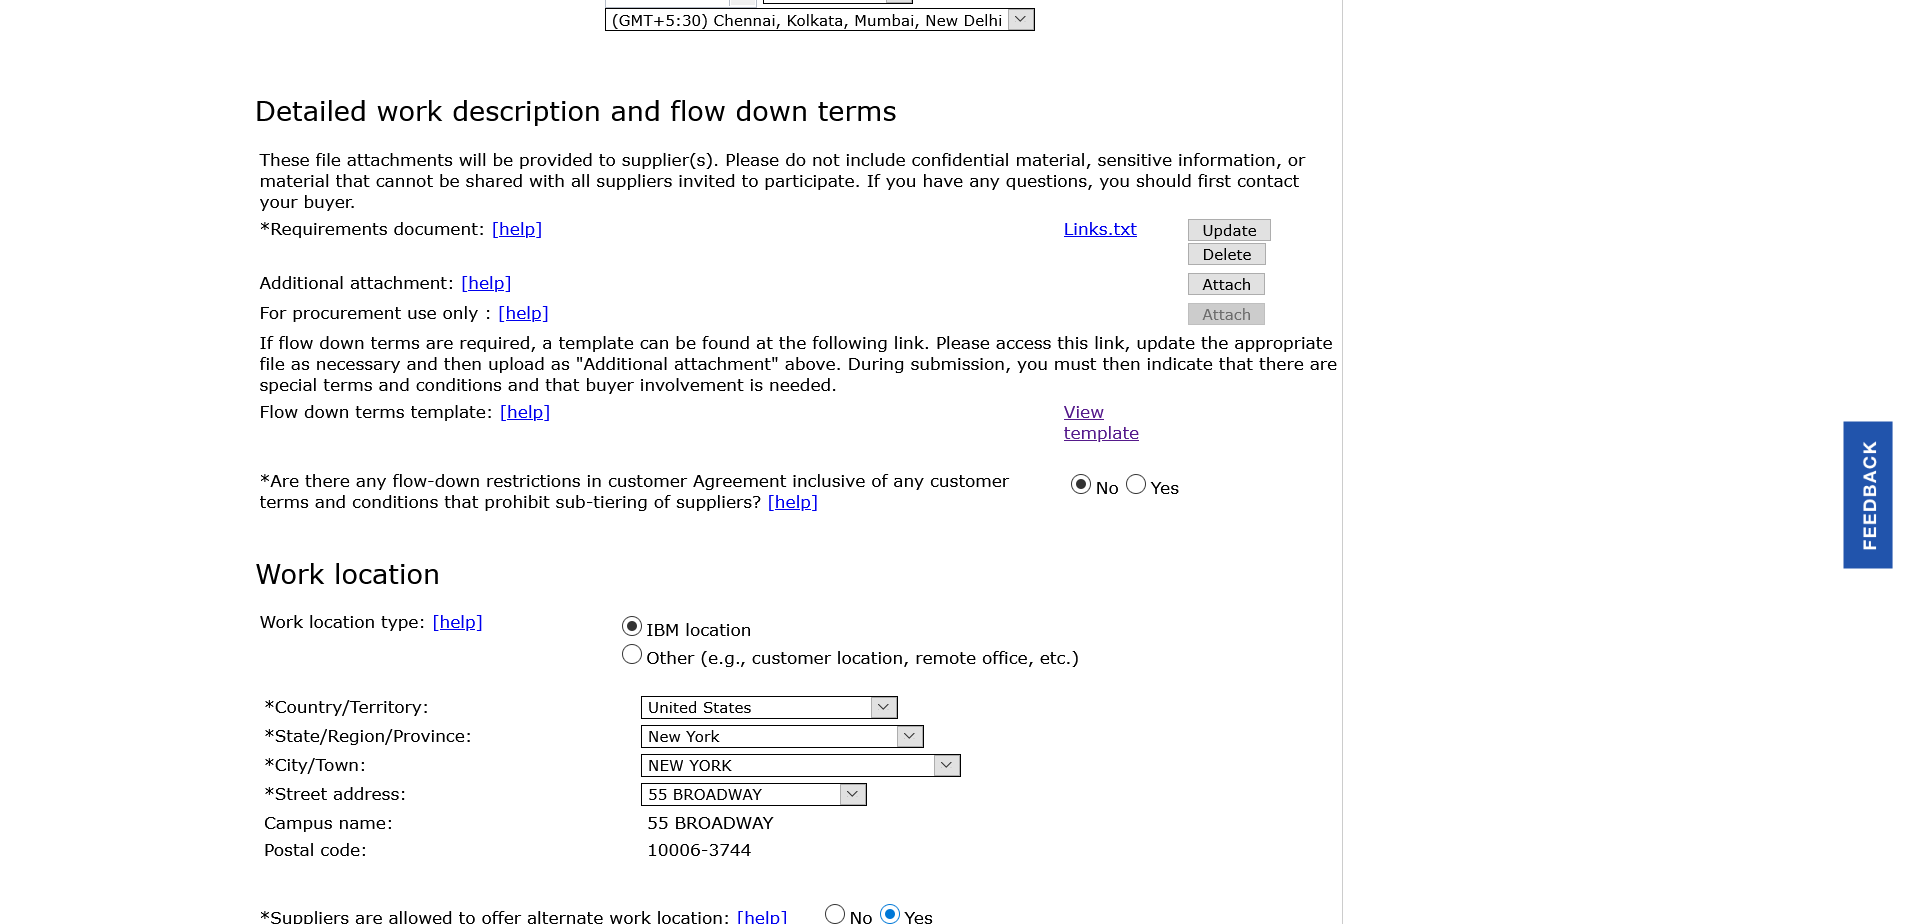 (GMT+5:30) Chennai, Kolkata, Mumbai, New Delhi
Detailed work description and flow down terms
These file attachments will be provided to supplier(s). Please do not include confidential material, sensitive information, or
material that cannot be shared with all suppliers invited to participate. If you have any questions, you should first contact
your buyer.
*Requirements document: [help] Links.txt Update
Delete
Additional attachment: [help] Attach
For procurement use only : [help] Attach
If flow down terms are required, a template can be found at the following link. Please access this link, update the appropriate
file as necessary and then upload as "Additional attachment" above. During submission, you must then indicate that there are
special terms and conditions and that buyer involvement is needed.
Flow down terms template: [help] View
template
*Are there any flow-down restrictions in customer Agreement inclusive of any customer
terms and conditions that prohibit sub-tiering of suppliers? [help] No Yes
FEEDBACK
Work location
Work location type: [help] IBM location
Other (e.g., customer location, remote office, etc.)
*Country/Territory: United States
*State/Region/Province: New York
*City/Town: NEW YORK
*Street address: 55 BROADWAY
Campus name: 55 BROADWAY
Postal code: 10006-3744
*Suppliers are allowed to offer alternate work location: [help] No Yes